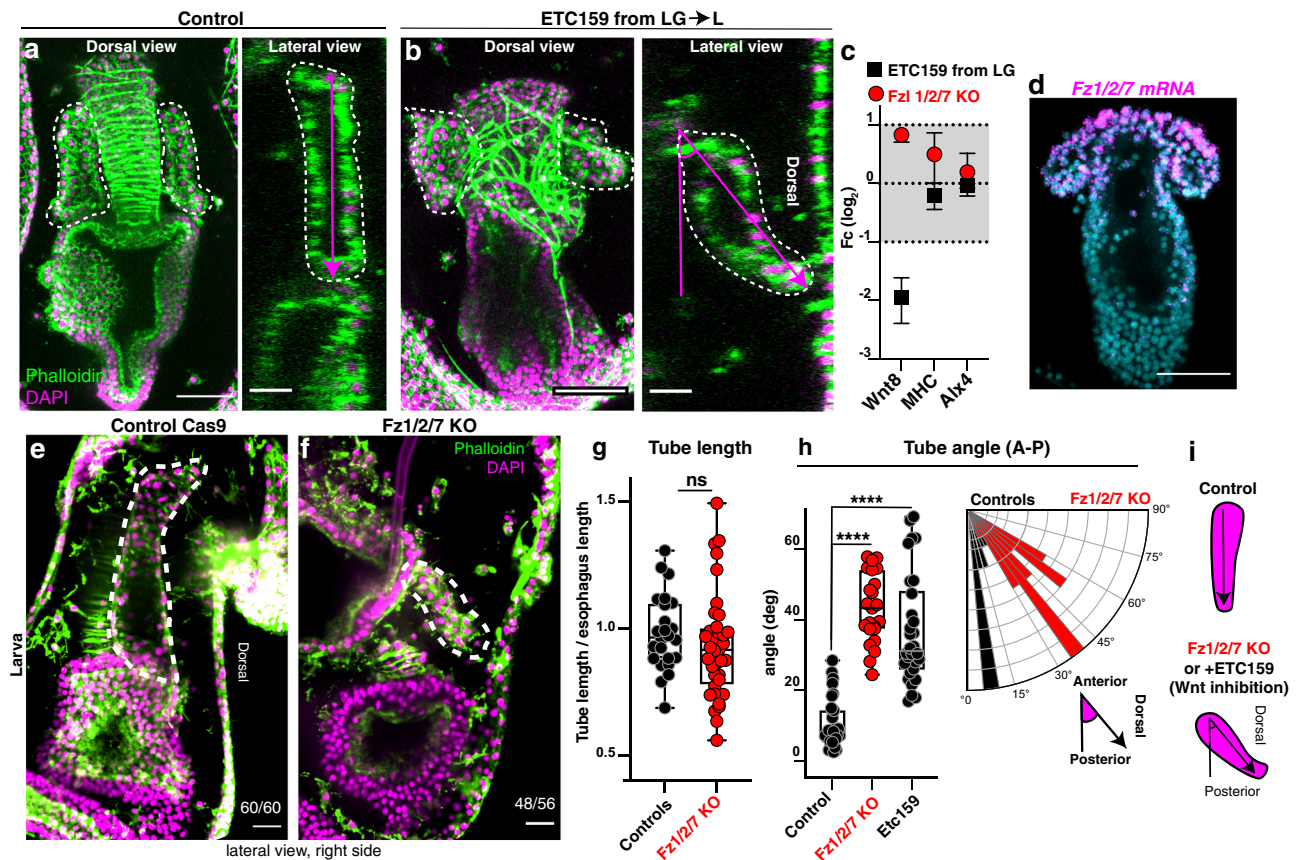 Control
ETC159 from LG→L
a
Dorsal view
Lateral view
Phalloidin
DAPI
b
Dorsal view
Lateral view
Dorsal
c
ETC159 from LG
Fzl 1/2/7 KO
Fc (log2)
1
0
-1
-2
-3
Wnt8
MHC
Alx4
d
Fz1/2/7 mRNA
Control Cas9
e
Larva
Dorsal
60/60
Fz1/2/7 KO
f
Phalloidin
DAPI
48/56
lateral view, right side
g
Tube length
ns
Tube length / esophagus length
1.5
1.0
0.5
Controls
Fz1/2/7 KO
h
Tube angle (A-P)
****
****
angle (deg)
60
40
20
0
Control
Fz1/2/7 KO
Etc159
Controls
Fz1/2/7 KO
90°
75°
60°
45°
30°
15°
°0
Anterior
Dorsal
Posterior
i
Control
Fz1/2/7 KO
or +ETC159
(Wnt inhibition)
Dorsal
Posterior